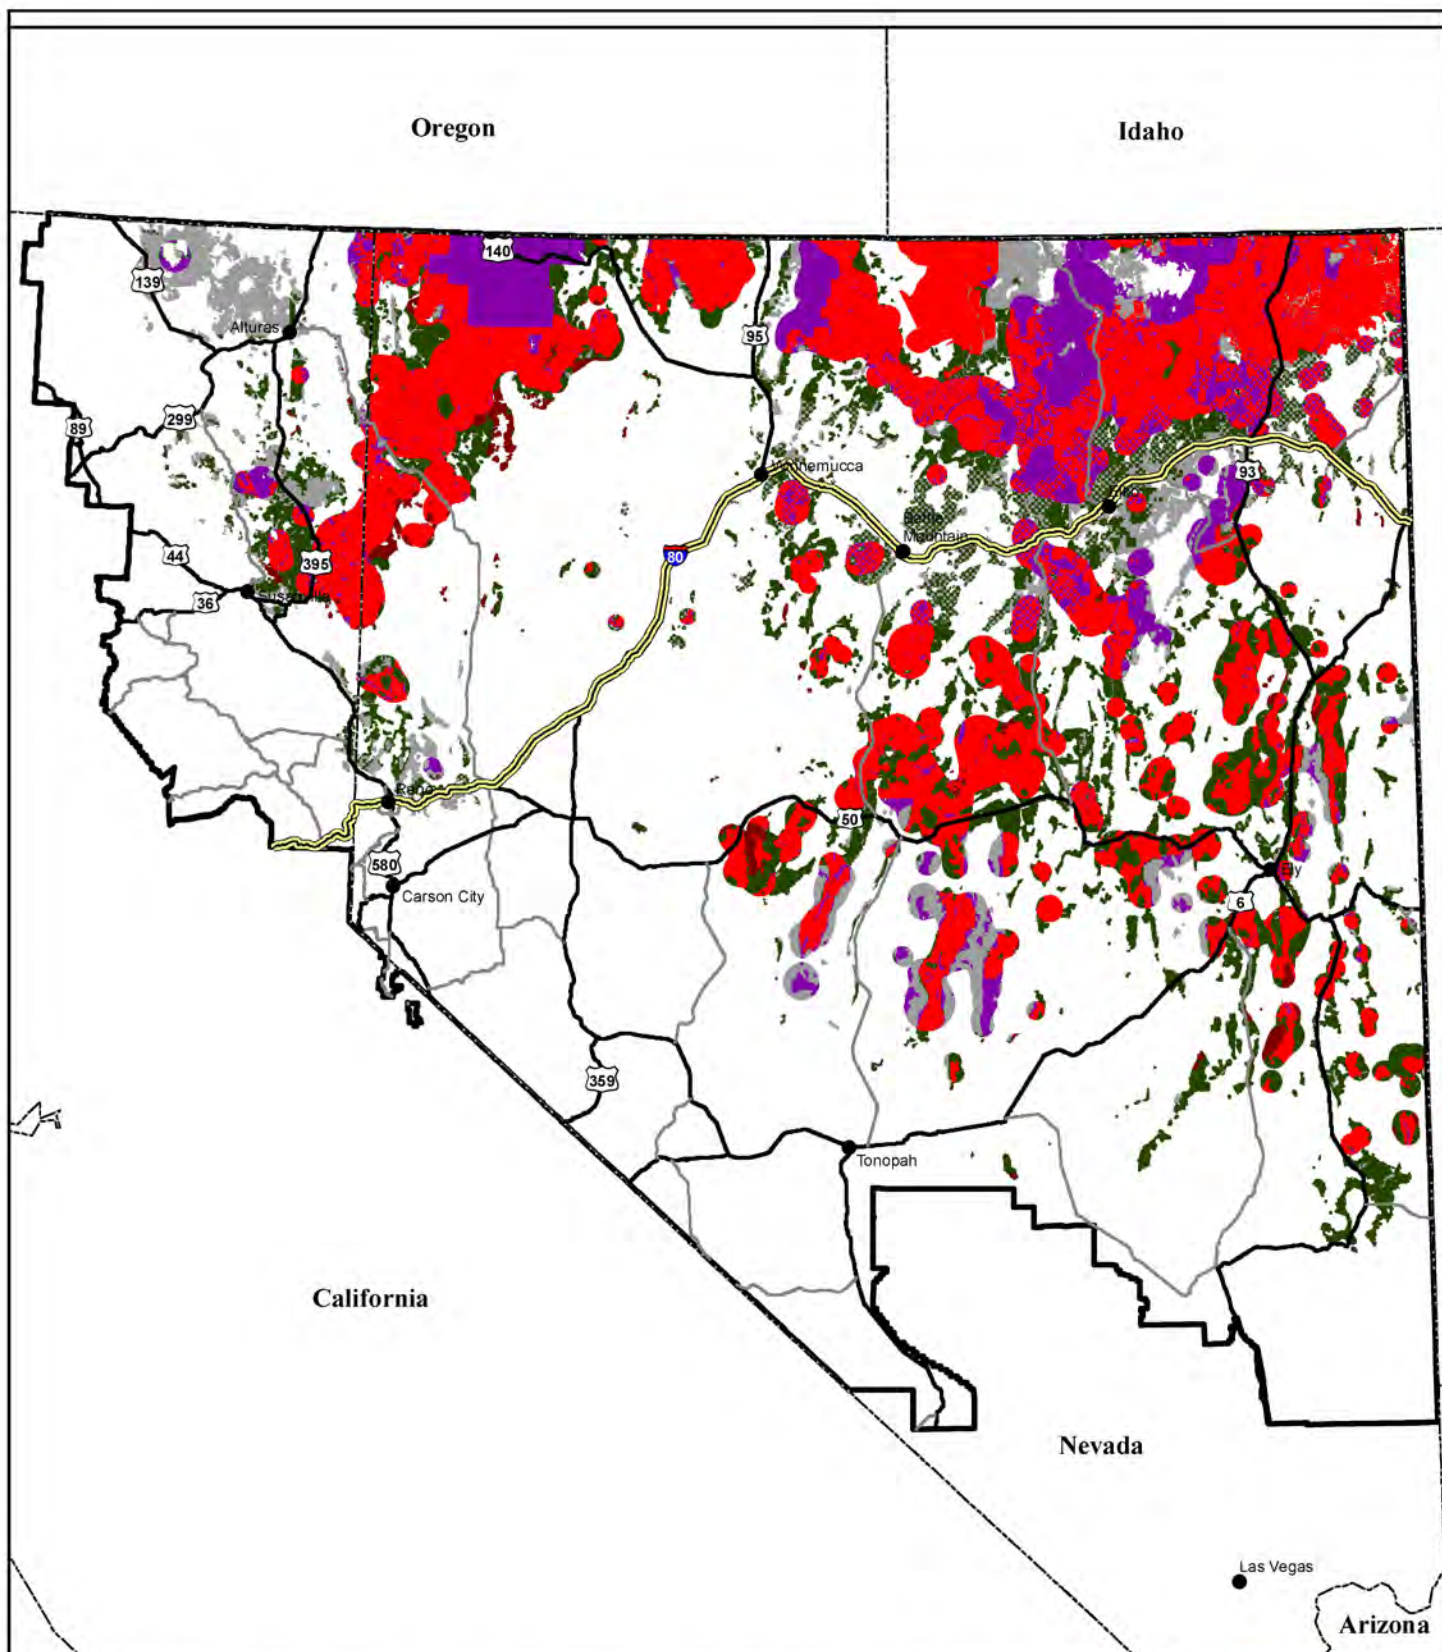 Oregon
Idaho
140
139
Alturas
95
299
89
Winnemucca
93
Battle
Mountain
80
44
395
36
Susanville
Reno
50
580
Ely
Carson City
6
359
Tonopah
California
Nevada
Las Vegas
Arizona